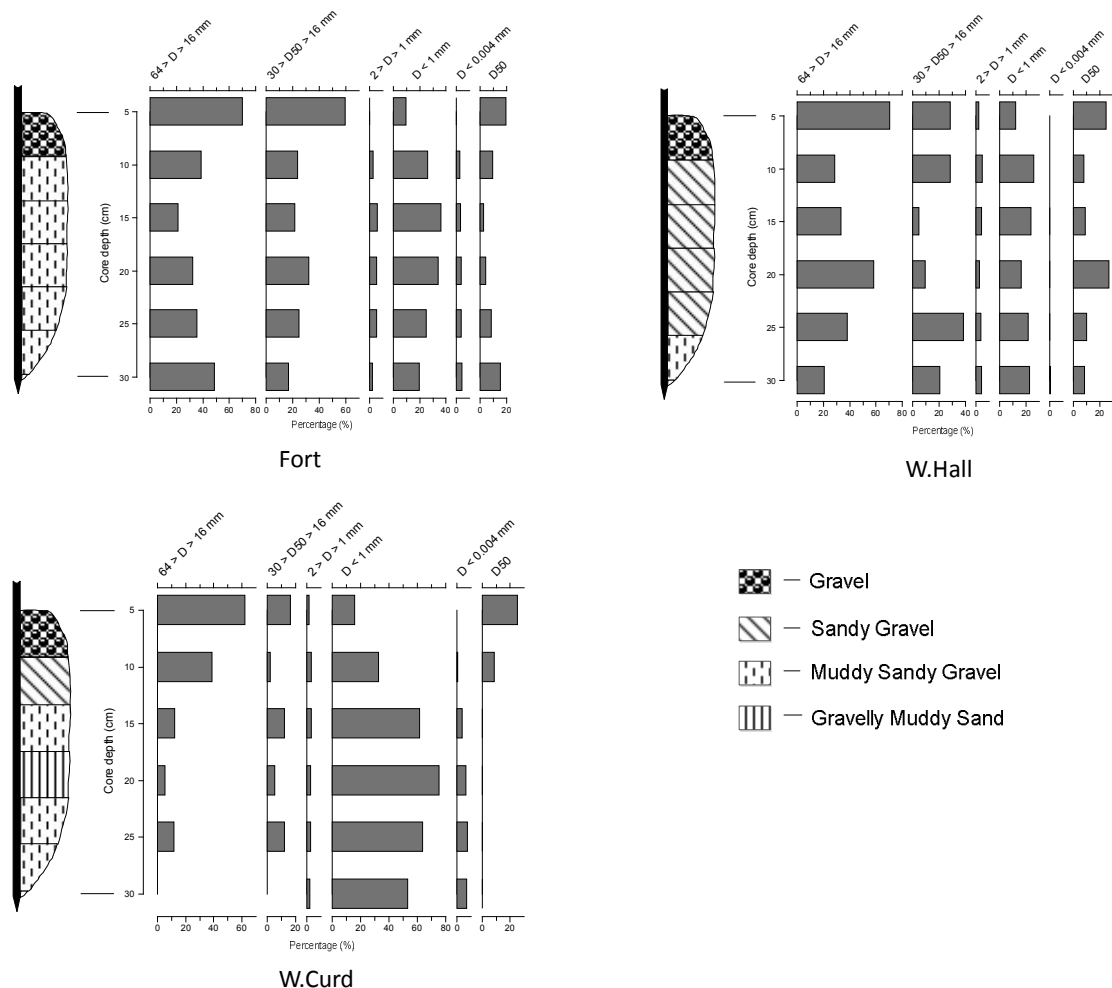 64 > D > 16 mm
30 > D50 > 16 mm
2 > D > 1 mm
D < 1 mm
D < 0.004 mm
D50
Core depth (cm)
5
10
15
20
25
30
0 20 40 60 80 0 20 40 60 0 0 20 0 0 20
Percentage (%)
Fort
64 > D > 16 mm
30 > D50 > 16 mm
2 > D > 1 mm
D < 1 mm
D < 0.004 mm
D50
Core depth (cm)
5
10
15
20
25
30
0 20 40 60 80 0 20 40 0 0 20 0 0 20
Percentage (%)
W.Hall
64 > D > 16 mm
30 > D50 > 16 mm
2 > D > 1 mm
D < 1 mm
D < 0.004 mm
D50
Core depth (cm)
5
10
15
20
25
30
0 20 40 60 0 20 0 0 20 40 60 80 0 0 20
Percentage (%)
W.Curd
Gravel
Sandy Gravel
Muddy Sandy Gravel
Gravelly Muddy Sand